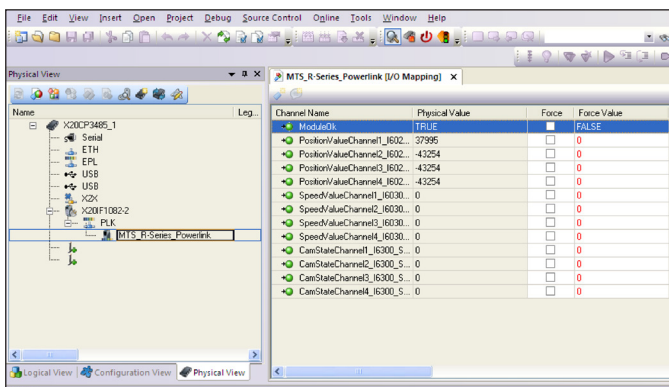 File Edit View Insert Open Project Debug Source Control Online Tools Window Help
Physical View
MTS_R-Series_Powerlink [I/O Mapping]
Name Leg...
Channel Name Physical Value Force Force Value
X20CP3485_1
Serial
ETH
EPL
USB
USB
X2X
X20IF1082-2
PLK
MTS_R-Series_Powerlink
ModuleOk TRUE FALSE
PositionValueChannel1_I602... 37995 0
PositionValueChannel2_I602... -43254 0
PositionValueChannel3_I602... -43254 0
PositionValueChannel4_I602... -43254 0
SpeedValueChannel1_I6030... 0 0
SpeedValueChannel2_I6030... 0 0
SpeedValueChannel3_I6030... 0 0
SpeedValueChannel4_I6030... 0 0
CamStateChannel1_I6300_S... 0 0
CamStateChannel2_I6300_S... 0 0
CamStateChannel3_I6300_S... 0 0
CamStateChannel4_I6300_S... 0 0
Logical View Configuration View Physical View